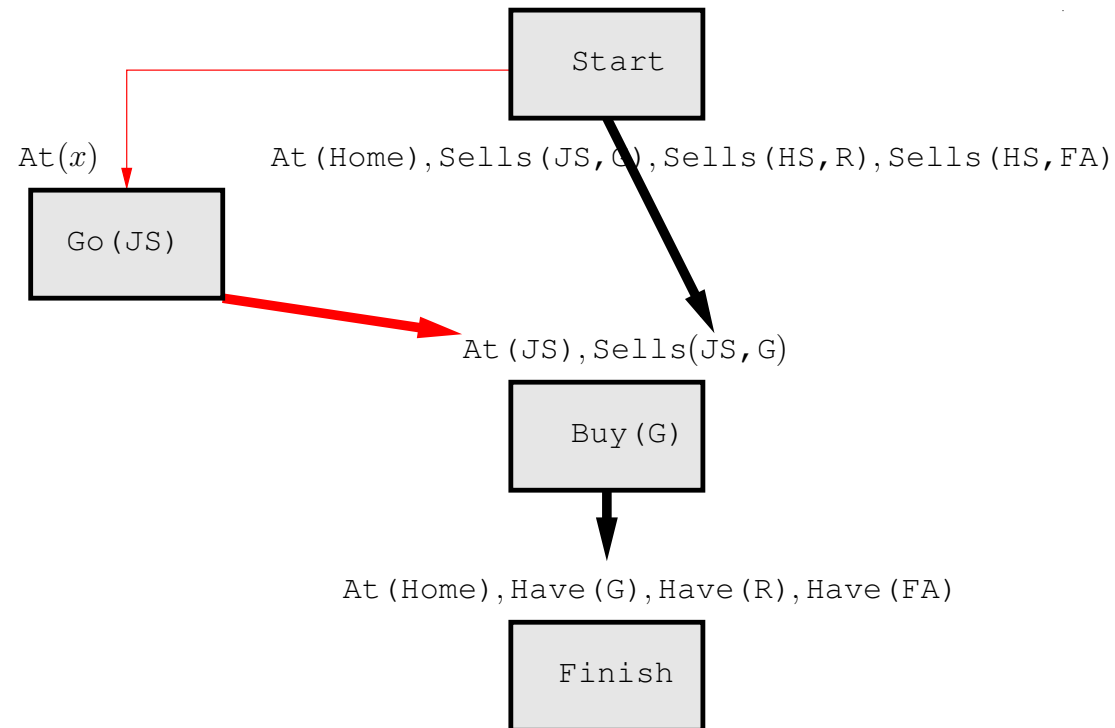 Start
At(x)
At(Home),Sells(JS,G),Sells(HS,R),Sells(HS,FA)
Go(JS)
At(JS),Sells(JS,G)
Buy(G)
At(Home),Have(G),Have(R),Have(FA)
Finish